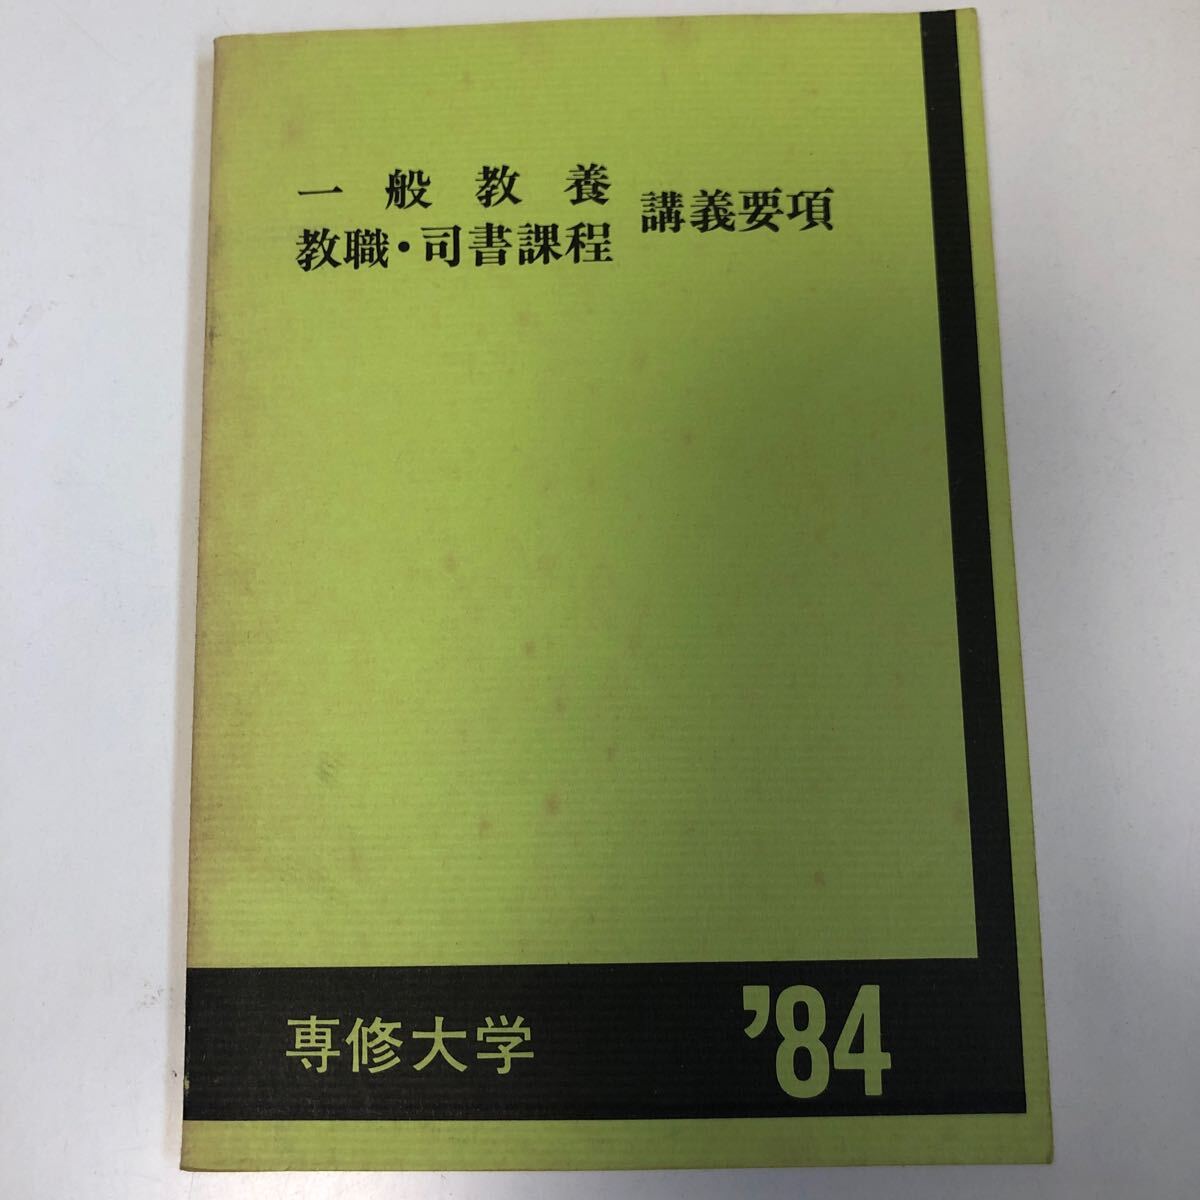 一般教養
教職・司書課程
講義要項
専修大学
'84